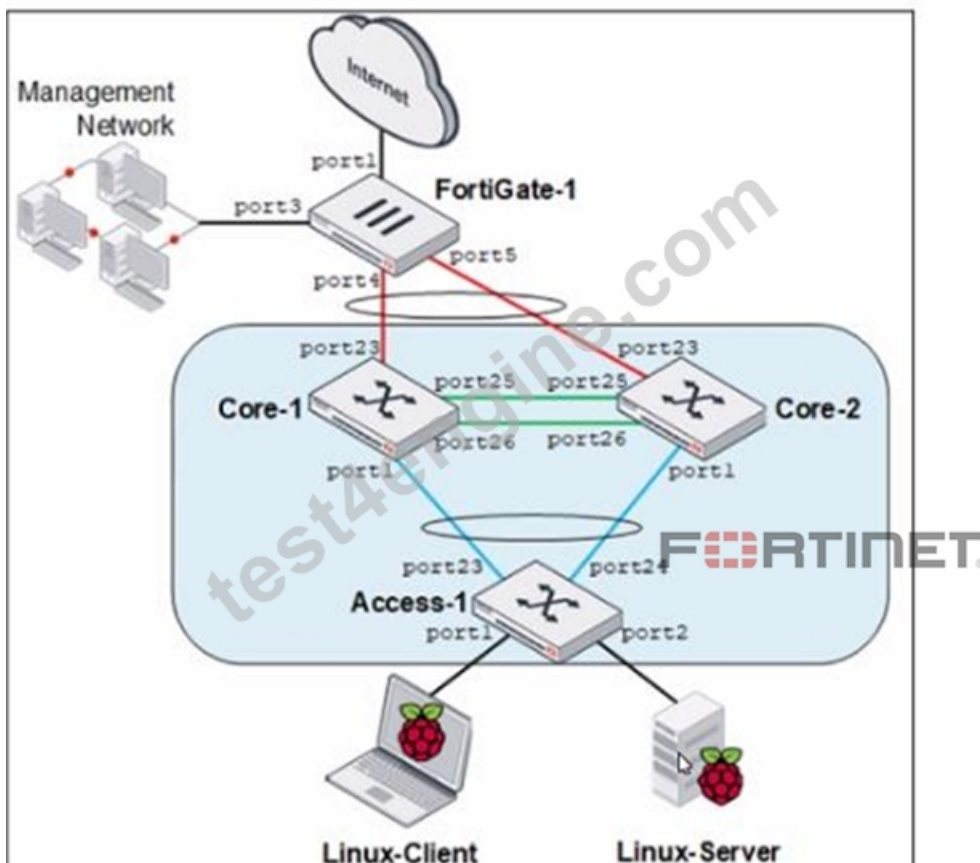 Internet
Management
Network
port1
FortiGate-1
port3
port5
port4
port23
port23
port25
port25
Core-1
Core-2
port26
port26
port1
port1
port23
port24
FORTINET
Access-1
port1
port2
Linux-Client
Linux-Server
test4engine.com